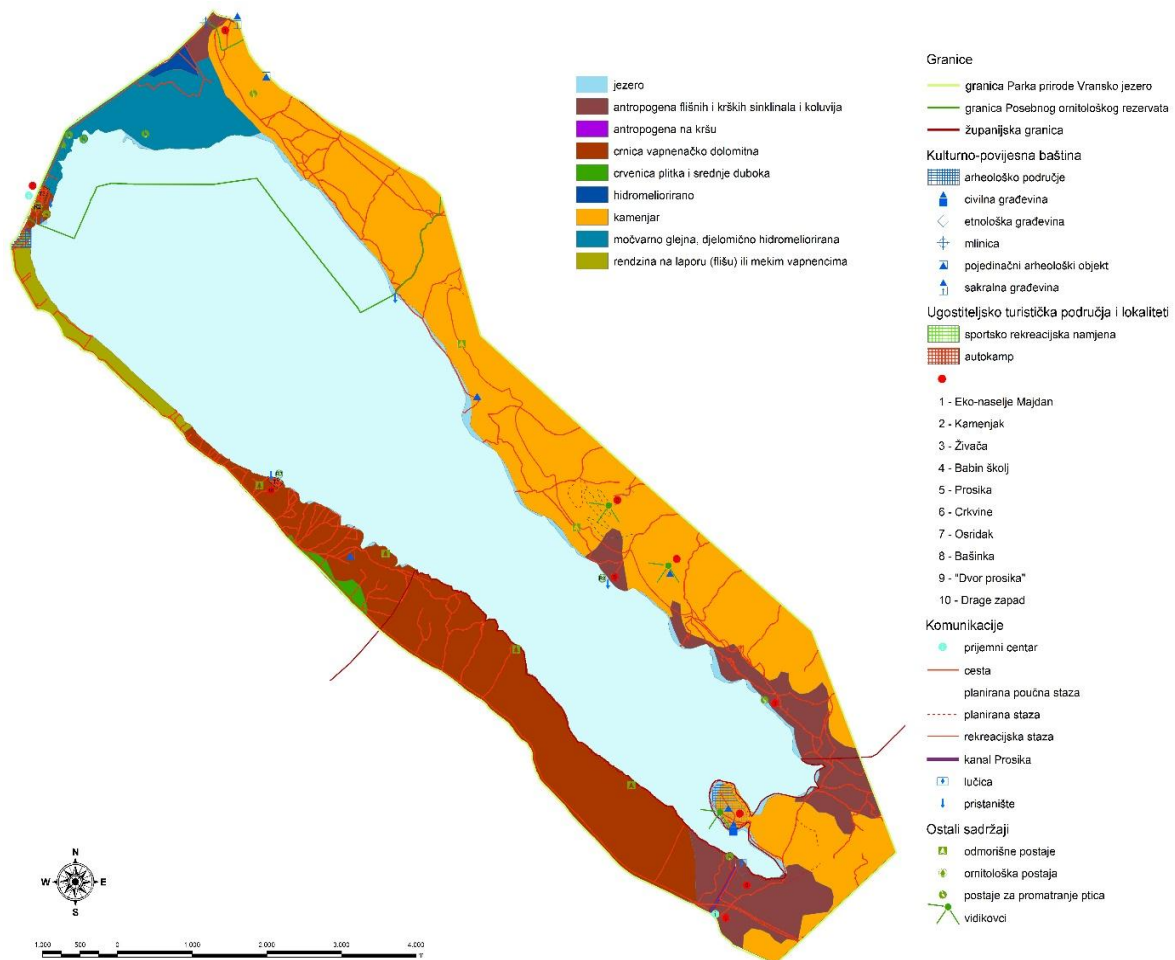 jezero
antropogena flišnih i krških sinklinala i koluvija
antropogena na kršu
crnica vapnenačko dolomitna
crvenica plitka i srednje duboka
hidromeliorirano
kamenjar
močvarno glejna, djelomično hidromeliorirana
rendzina na laporu (flišu) ili mekim vapnencima
Granice
granica Parka prirode Vransko jezero
granica Posebnog ornitološkog rezervata
županijska granica
Kulturno-povijesna baština
arheološko područje
civilna građevina
etnološka građevina
mlinica
pojedinačni arheološki objekt
sakralna građevina
Ugostiteljsko turistička područja i lokaliteti
sportsko rekreacijska namjena
autokamp
1 - Eko-naselje Majdan
2 - Kamenjak
3 - Živača
4 - Babin školj
5 - Prosika
6 - Crkvine
7 - Osridak
8 - Bašinka
9 - "Dvor prosika"
10 - Drage zapad
Komunikacije
prijemni centar
cesta
planirana poučna staza
planirana staza
rekreacijska staza
kanal Prosika
lučica
pristanište
Ostali sadržaji
odmorišne postaje
ornitološka postaja
postaje za promatranje ptica
vidikovci
N
W E
S
1.000 500 0 1.000 2.000 3.000 4.000